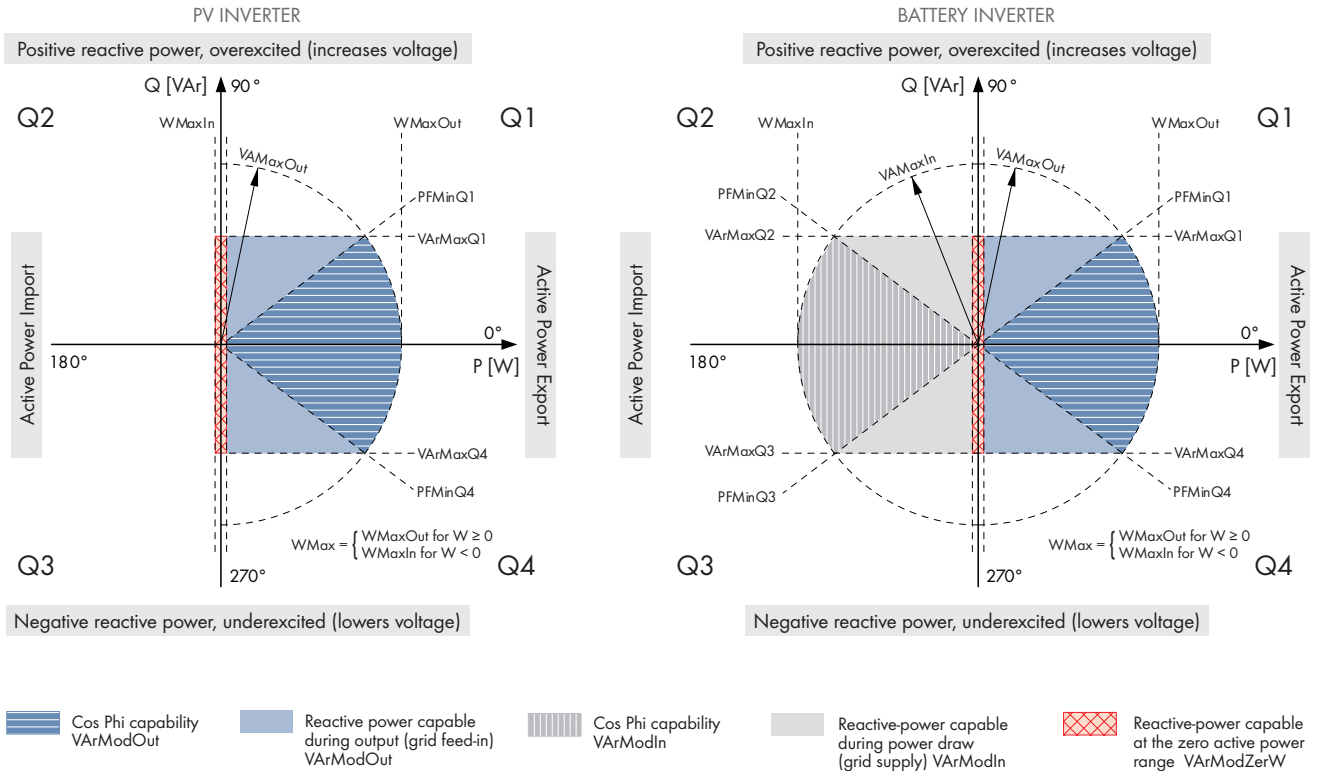 PV INVERTER
Positive reactive power, overexcited (increases voltage)
Q [VAr]
90°
Q2
Q1
WMaxIn
WMaxOut
VAMaxOut
PFMinQ1
VArMaxQ1
Active Power Import
Active Power Export
0°
180°
P [W]
VArMaxQ4
PFMinQ4
WMax = { WMaxOut for W ≥ 0
WMaxIn for W < 0
Q3
Q4
270°
Negative reactive power, underexcited (lowers voltage)
BATTERY INVERTER
Positive reactive power, overexcited (increases voltage)
Q [VAr]
90°
Q2
Q1
WMaxIn
WMaxOut
VAMaxIn
VAMaxOut
PFMinQ2
PFMinQ1
VArMaxQ2
VArMaxQ1
Active Power Import
Active Power Export
0°
180°
P [W]
VArMaxQ3
VArMaxQ4
PFMinQ3
PFMinQ4
WMax = { WMaxOut for W ≥ 0
WMaxIn for W < 0
Q3
Q4
270°
Negative reactive power, underexcited (lowers voltage)
Cos Phi capability
VArModOut
Reactive power capable
during output (grid feed-in)
VArModOut
Cos Phi capability
VArModIn
Reactive-power capable
during power draw
(grid supply) VArModIn
Reactive-power capable
at the zero active power
range VArModZerW